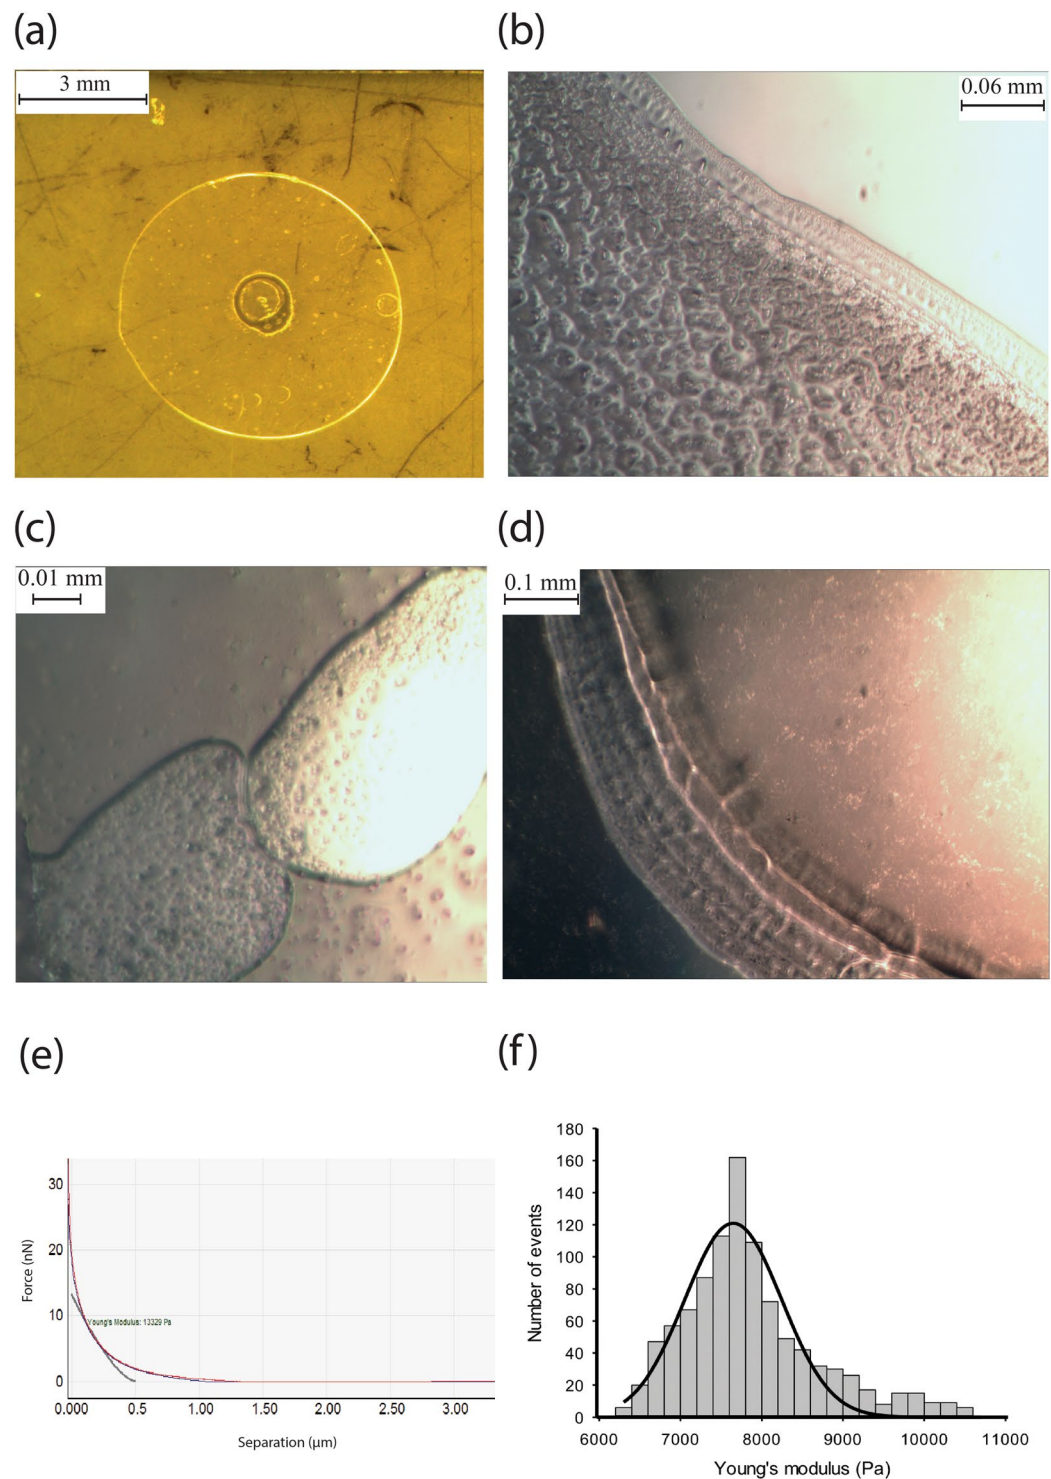 (a)
(b)
3 mm
0.06 mm
(c)
(d)
0.01 mm
0.1 mm
(e)
(f)
Force (nN)
30
20
10
0
Young's Modulus: 13329 Pa
0.000 0.5 1.00 1.50 2.00 2.50 3.00
Separation (μm)
Number of events
180
160
140
120
100
80
60
40
20
0
6000 7000 8000 9000 10000 11000
Young's modulus (Pa)